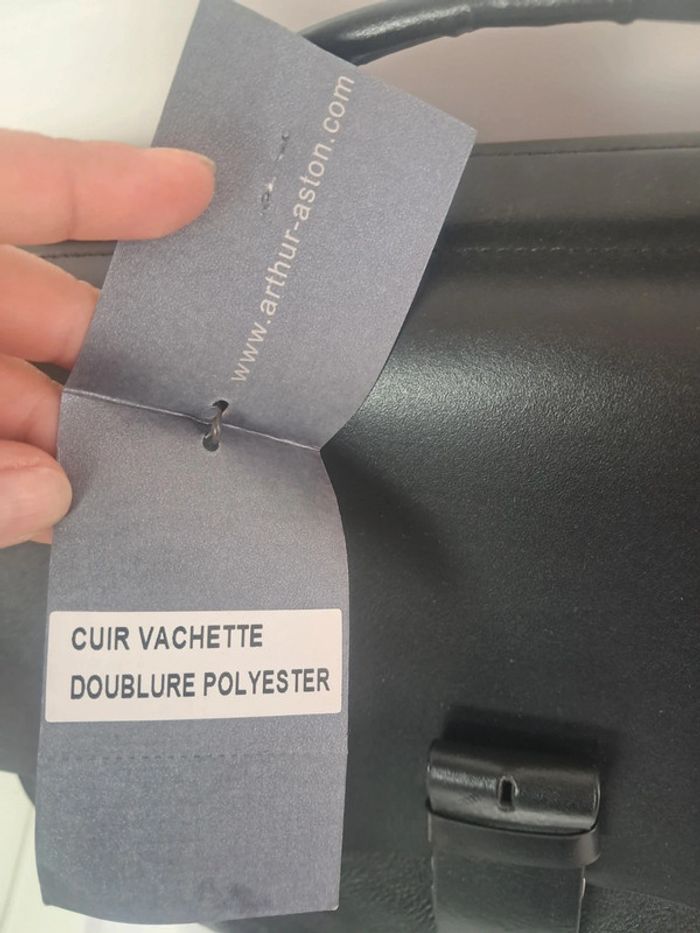 www.arthur-aston.com
CUIR VACHETTE
DOUBLURE POLYESTER